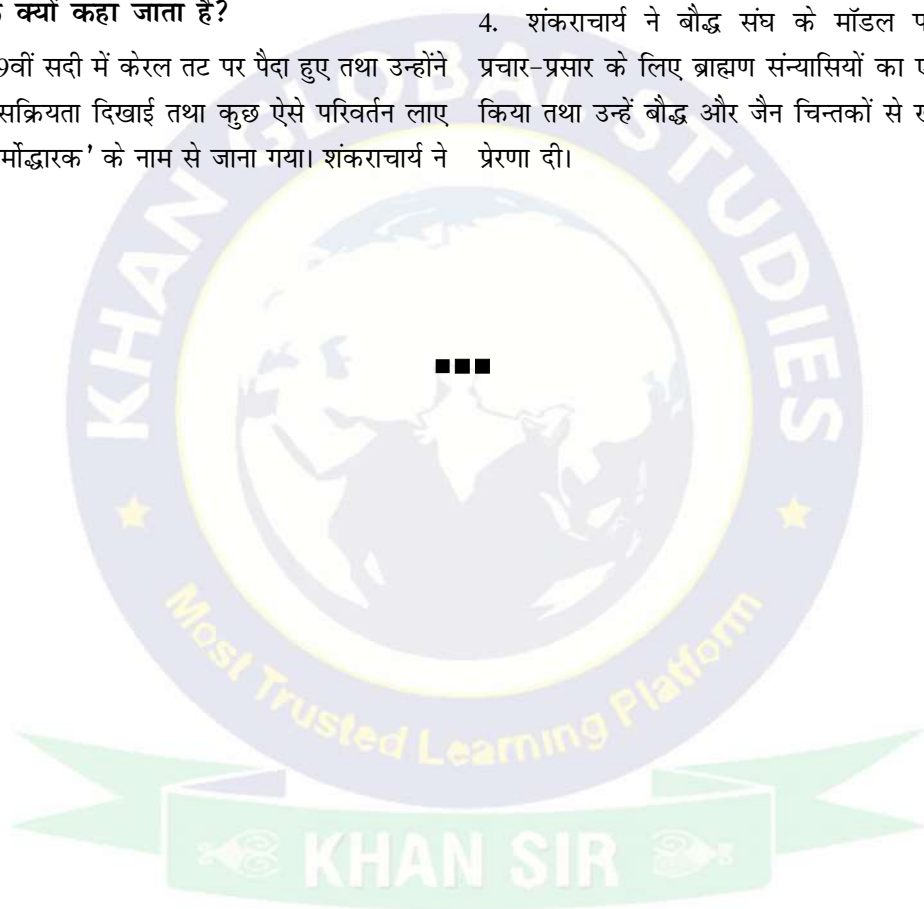 क्यों कहा जाता है?
9वीं सदी में केरल तट पर पैदा हुए तथा उन्होंने
सक्रियता दिखाई तथा कुछ ऐसे परिवर्तन लाए
र्मोद्धारक' के नाम से जाना गया। शंकराचार्य ने
4. शंकराचार्य ने बौद्ध संघ के मॉडल
प्रचार-प्रसार के लिए ब्राह्मण संन्यासियों का
किया तथा उन्हें बौद्ध और जैन चिन्तकों से
प्रेरणा दी।
KHAN GLOBAL STUDIES
Most Trusted Learning Platform
KHAN SIR